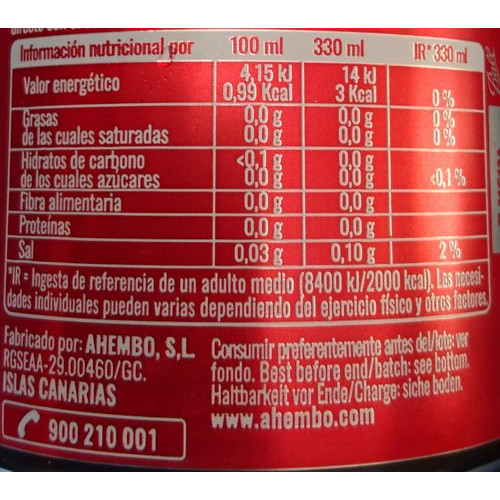 Información nutricional por 100 ml 330 ml IR* 330 ml
Valor energético 4,15 kJ 14 kJ
0,99 Kcal 3 Kcal 0 %
Grasas 0,0 g 0,0 g 0 %
de las cuales saturadas 0,0 g 0,0 g 0 %
Hidratos de carbono <0,1 g 0,0 g
de los cuales azúcares 0,0 g 0,0 g <0,1 %
Fibra alimentaria 0,0 g 0,0 g
Proteínas 0,0 g 0,0 g
Sal 0,03 g 0,10 g 2 %
*IR = Ingesta de referencia de un adulto medio (8400 kJ/2000 kcal). Las necesi-
dades individuales pueden varias dependiendo del ejercicio físico y otros factores.
Fabricado por: AHEMBO, S,L
RGSEAA-29.00460/GC.
ISLAS CANARIAS
900 210 001
Consumir preferentemente antes del/lote: ver
fondo. Best before end/batch: see bottom.
Haltbarkeit vor Ende/Charge: siche boden.
www.ahembo.com